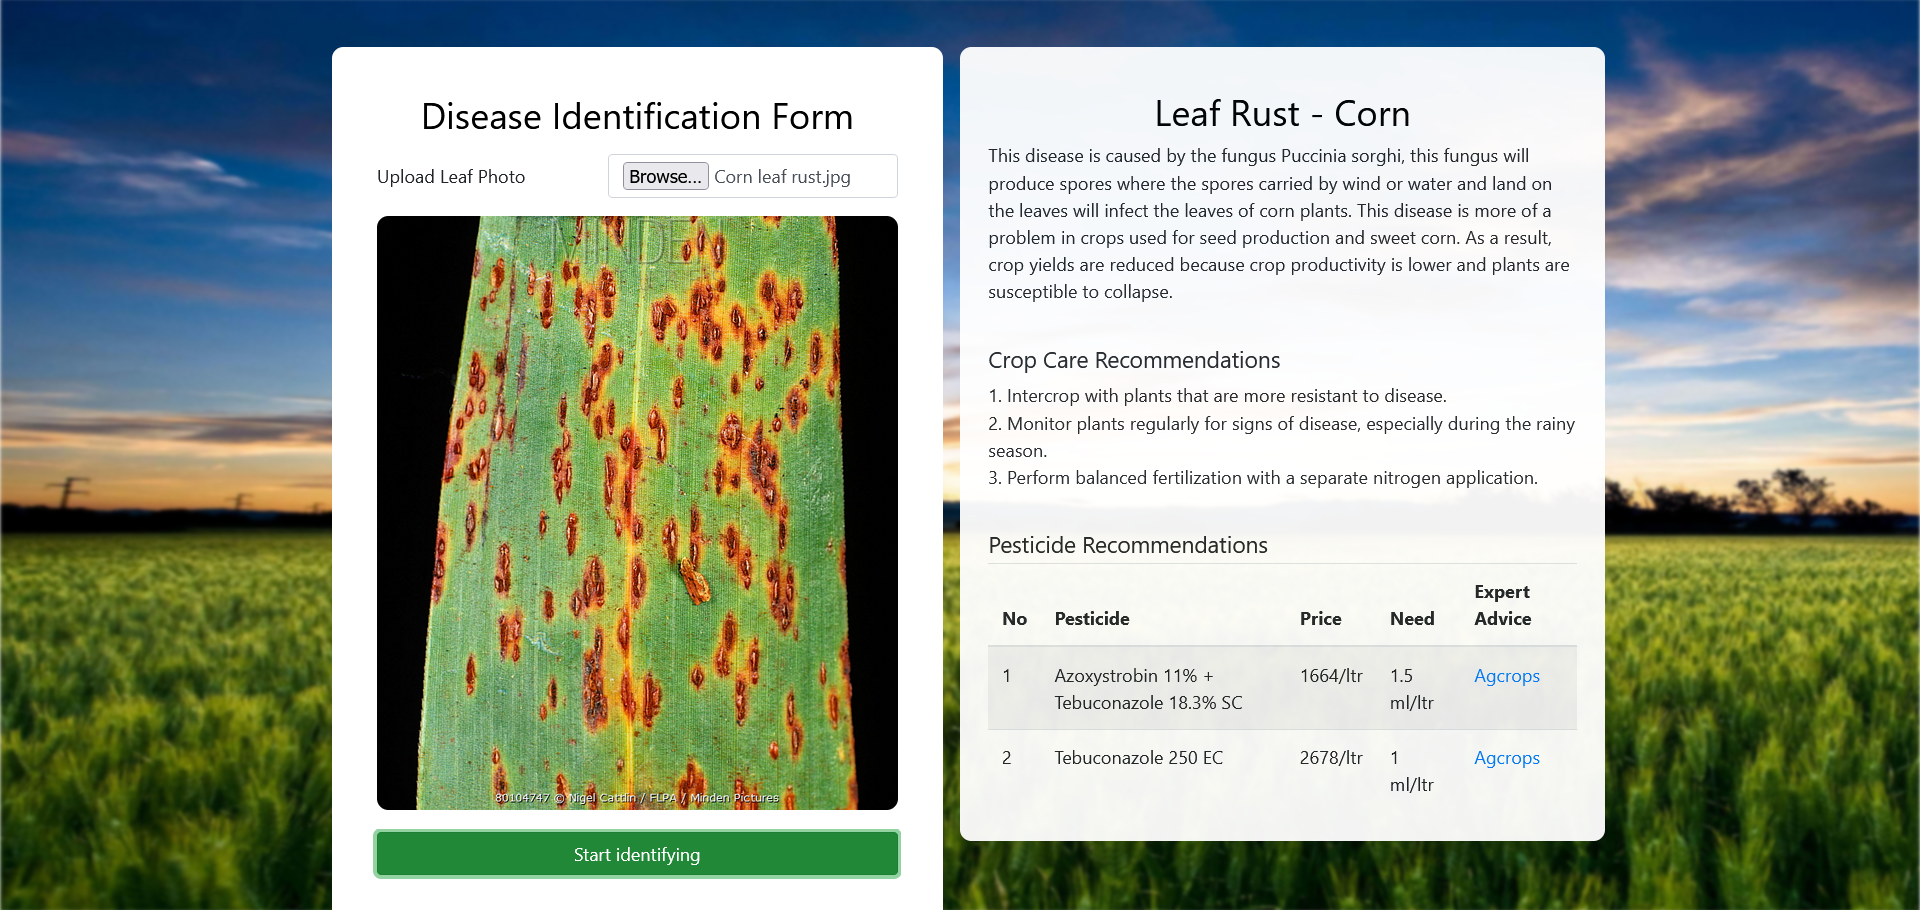 Disease Identification Form
Upload Leaf Photo
Browse... Corn leaf rust.jpg
MINDE
80104747 © Nigel Cattlin / FLPA / Minden Pictures
Start identifying
Leaf Rust - Corn
This disease is caused by the fungus Puccinia sorghi, this fungus will
produce spores where the spores carried by wind or water and land on
the leaves will infect the leaves of corn plants. This disease is more of a
problem in crops used for seed production and sweet corn. As a result,
crop yields are reduced because crop productivity is lower and plants are
susceptible to collapse.
Crop Care Recommendations
1. Intercrop with plants that are more resistant to disease.
2. Monitor plants regularly for signs of disease, especially during the rainy
season.
3. Perform balanced fertilization with a separate nitrogen application.
Pesticide Recommendations
No Pesticide Price Need Expert Advice
1 Azoxystrobin 11% + Tebuconazole 18.3% SC 1664/ltr 1.5 ml/ltr Agcrops
2 Tebuconazole 250 EC 2678/ltr 1 ml/ltr Agcrops